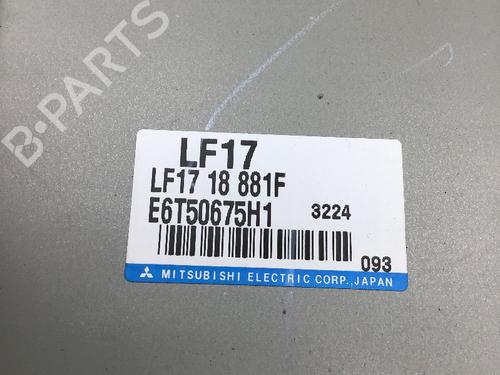 B-PARTS
LF17
LF17 18 881F
E6T50675H1 3224
093
MITSUBISHI ELECTRIC CORP.,JAPAN